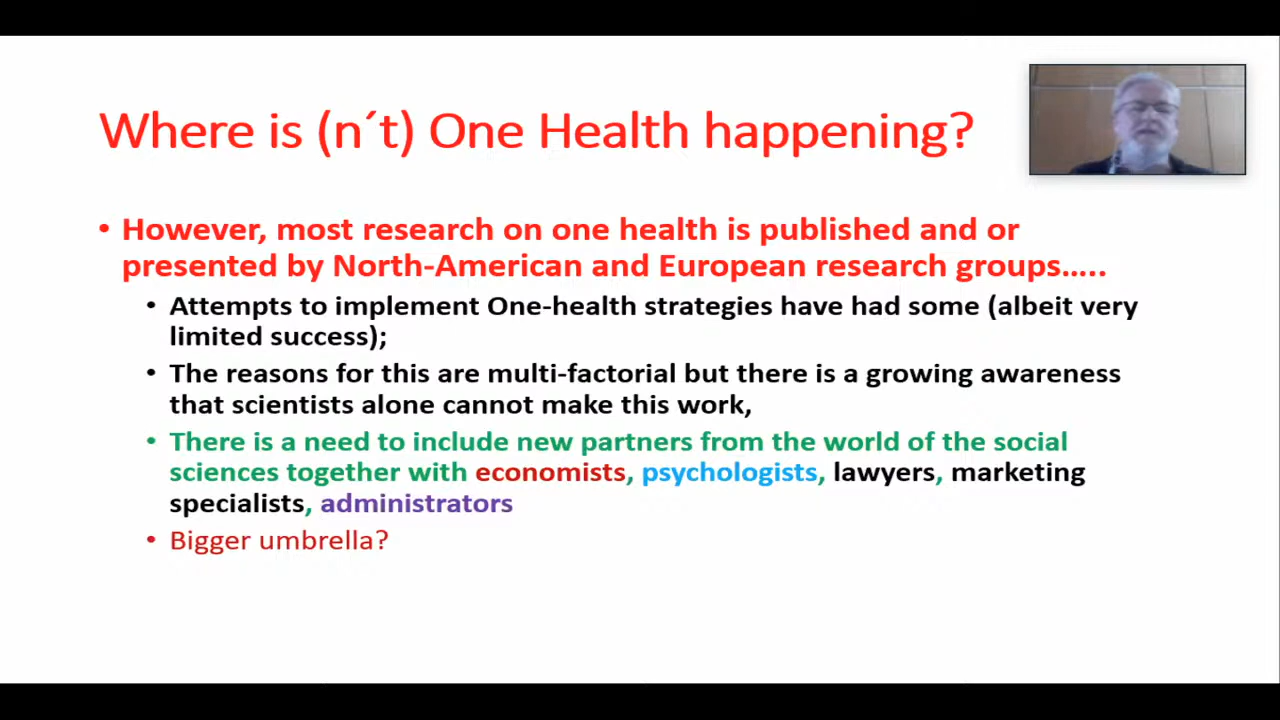 Where is (n´t) One Health happening?
• However, most research on one health is published and or
presented by North-American and European research groups…..
• Attempts to implement One-health strategies have had some (albeit very
limited success);
• The reasons for this are multi-factorial but there is a growing awareness
that scientists alone cannot make this work,
• There is a need to include new partners from the world of the social
sciences together with economists, psychologists, lawyers, marketing
specialists, administrators
• Bigger umbrella?